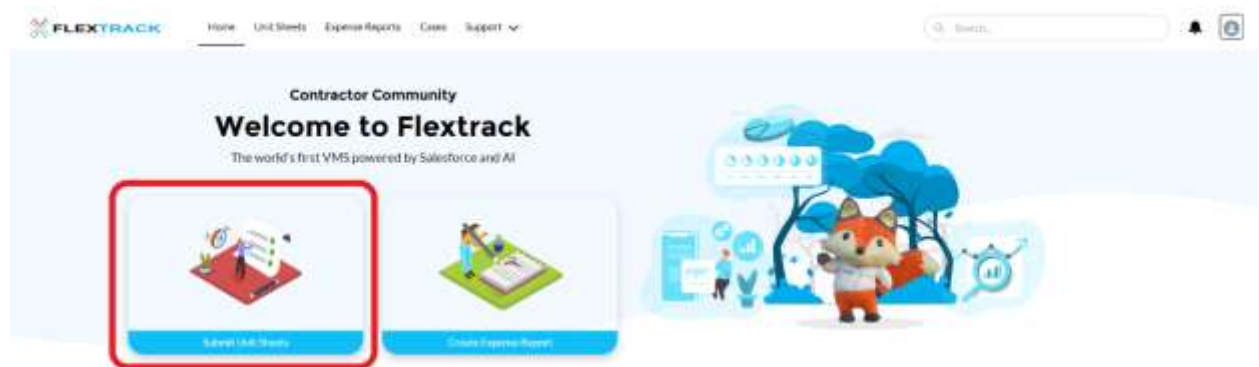 FLEXTRACK Home Unit Sheets Expense Reports Cases Support
Search...
Contractor Community
Welcome to Flextrack
The world's first VMS powered by Salesforce and AI
Submit Unit Sheets
Create Expense Report